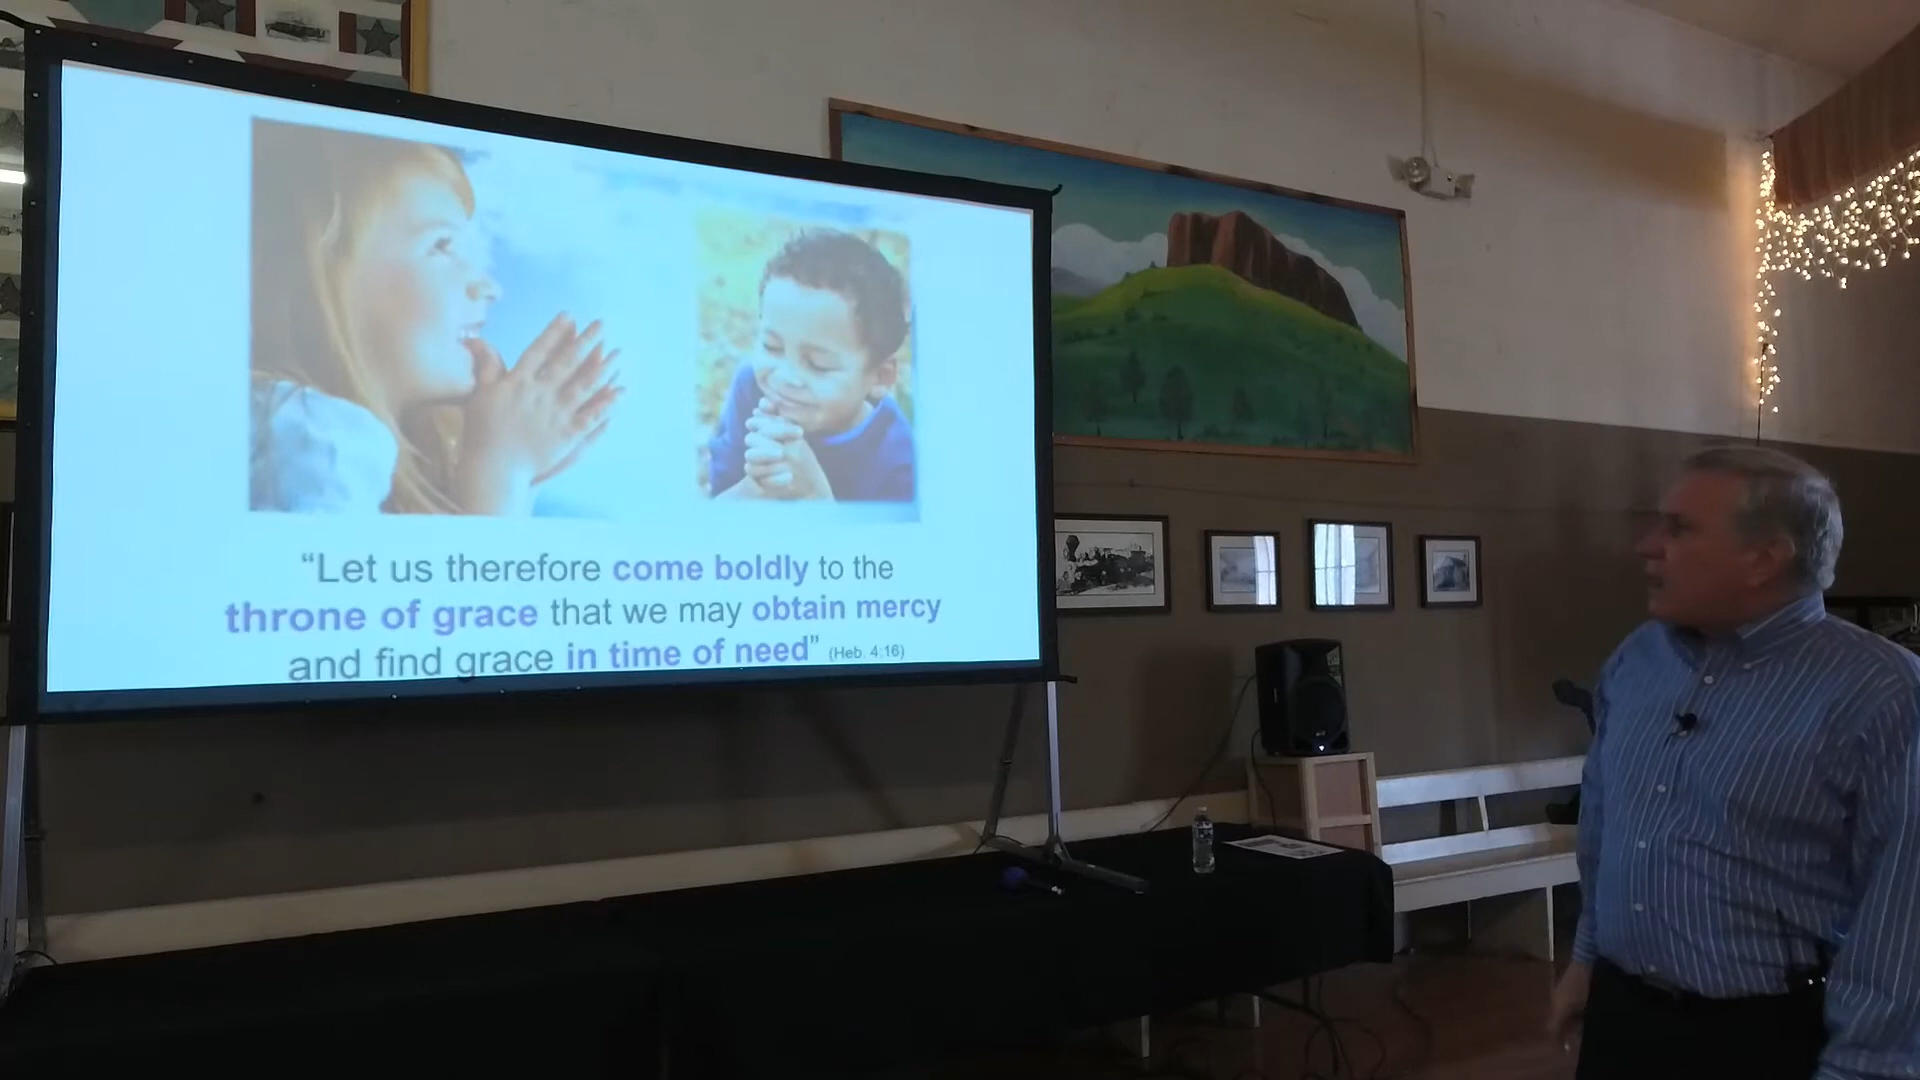 “Let us therefore come boldly to the
throne of grace that we may obtain mercy
and find grace in time of need” (Heb. 4:16)